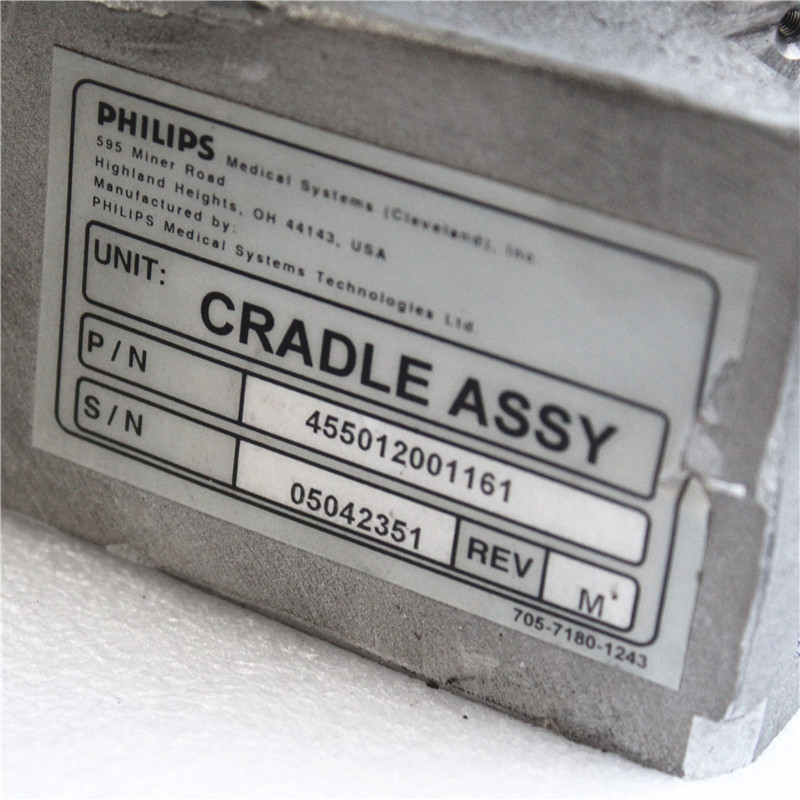 PHILIPS Medical Systems (Cleveland), Inc.
595 Miner Road
Highland Heights, OH 44143, USA
Manufactured by:
PHILIPS Medical Systems Technologies Ltd.
UNIT:
CRADLE ASSY
P/N 455012001161
S/N 05042351 REV M
705-7180-1243